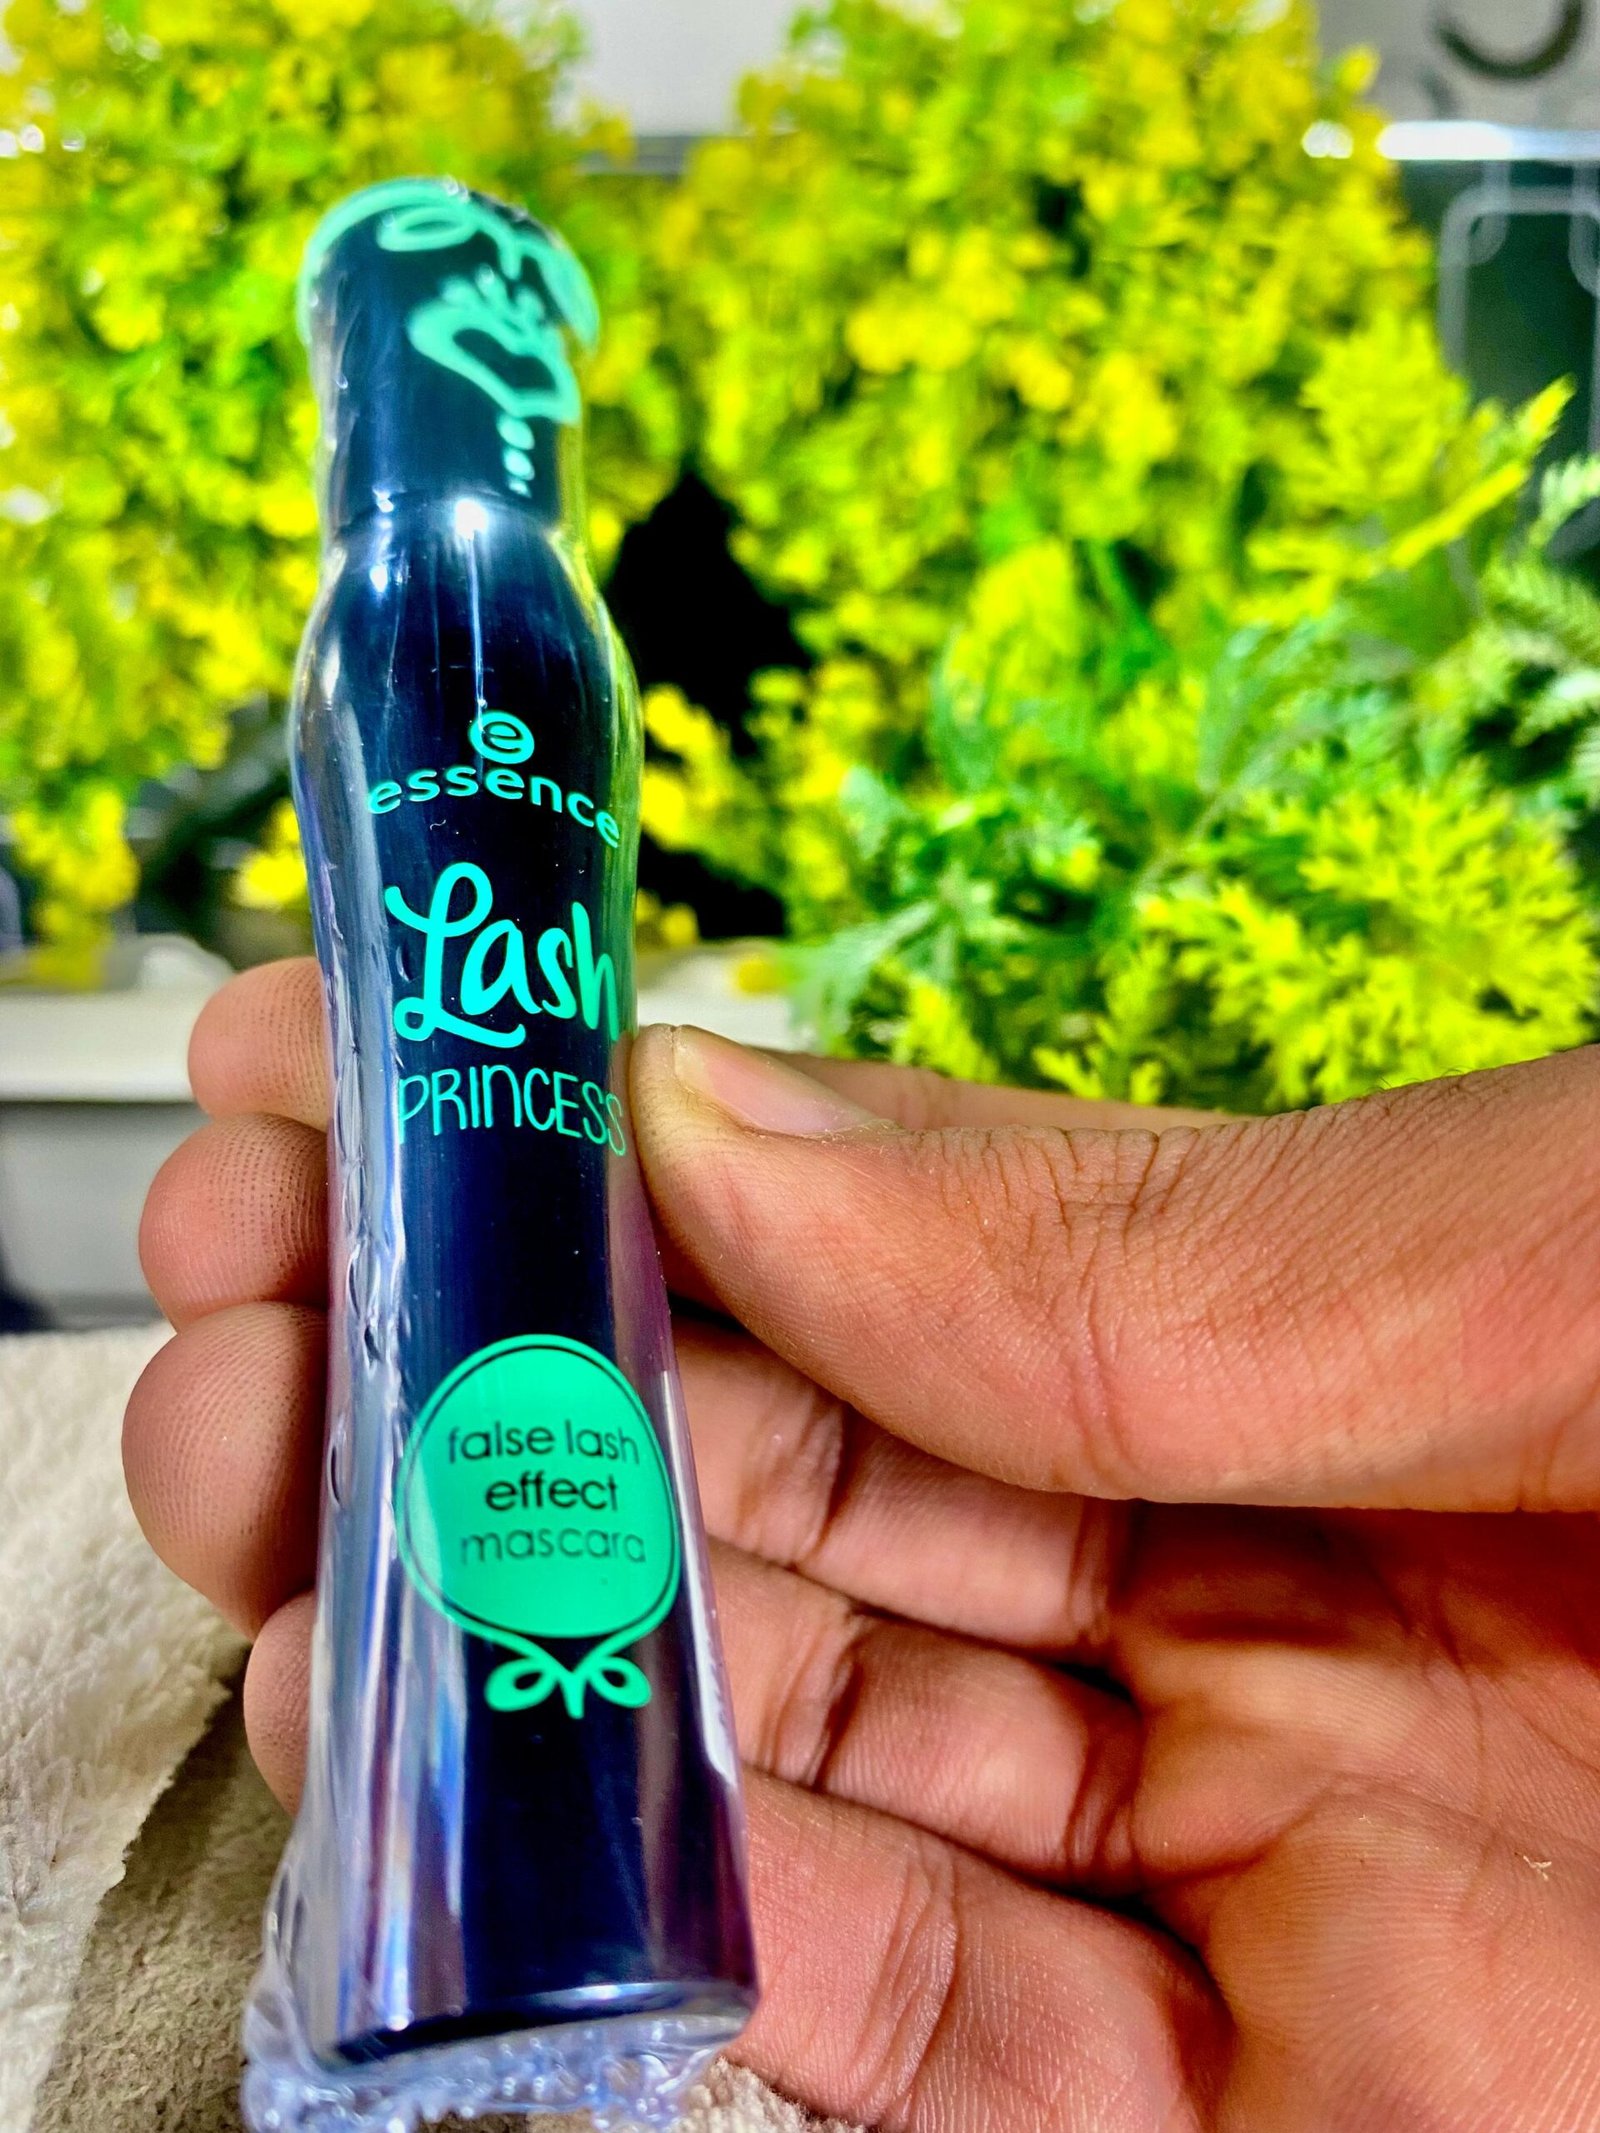 e
essence
Lash
PRINCESS
false lash
effect
mascara